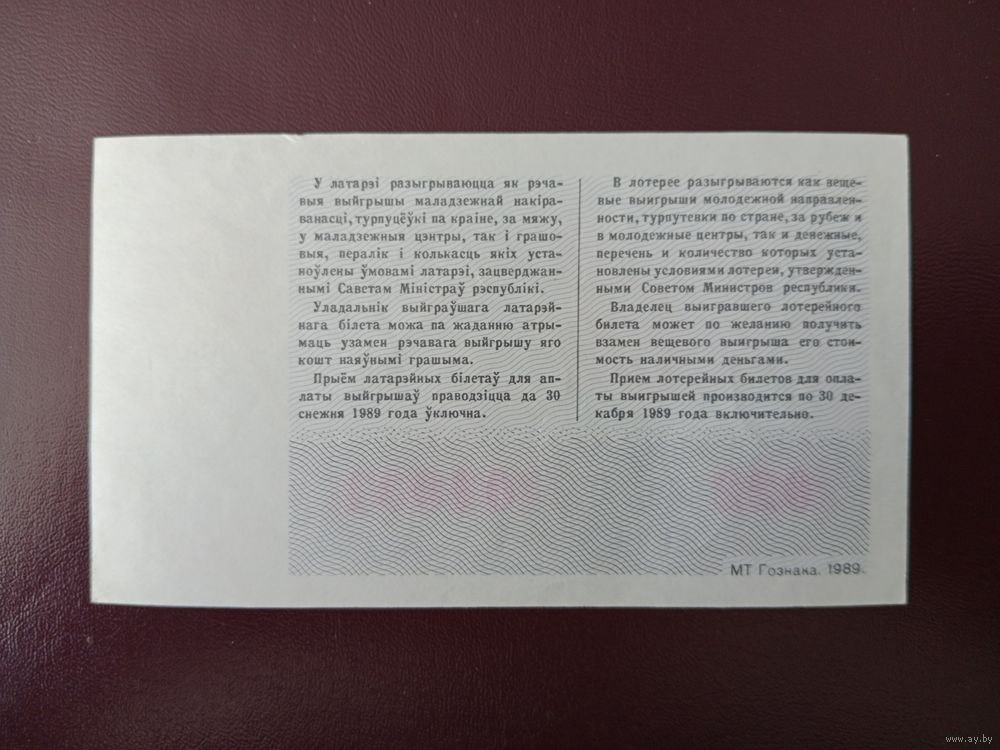 У латарэі разыгрываюцца як рэча-
выя выйгрышы маладзежнай накіра-
ванасці, турпуцёўкі па краіне, за мяжу,
у маладзежныя цэнтры, так і грашо-
выя, пералік і колькасць якіх уста-
ноўлены ўмовамі латарэі, зацверджан-
нымі Саветам Міністраў рэспублікі.
Уладальнік выйграўшага латарэй-
нага білета можа па жаданню атры-
маць узамен рэчавага выйгрышу яго
кошт наяўнымі грашыма.
Прыём латарэйных білетаў для ап-
латы выйгрышаў праводзіцца да 30
снежня 1989 года ўключна.
В лотерее разыгрываются как веще-
вые выигрыши молодежной направлен-
ности, турпутевки по стране, за рубеж и
в молодежные центры, так и денежные,
перечень и количество которых уста-
новлены условиями лотереи, утвержден-
ными Советом Министров республики.
Владелец выигравшего лотерейного
билета может по желанию получить
взамен вещевого выигрыша его стои-
мость наличными деньгами.
Прием лотерейных билетов для опла-
ты выигрышей производится по 30 де-
кабря 1989 года включительно.
МТ Гознака. 1989.
www.ay.by